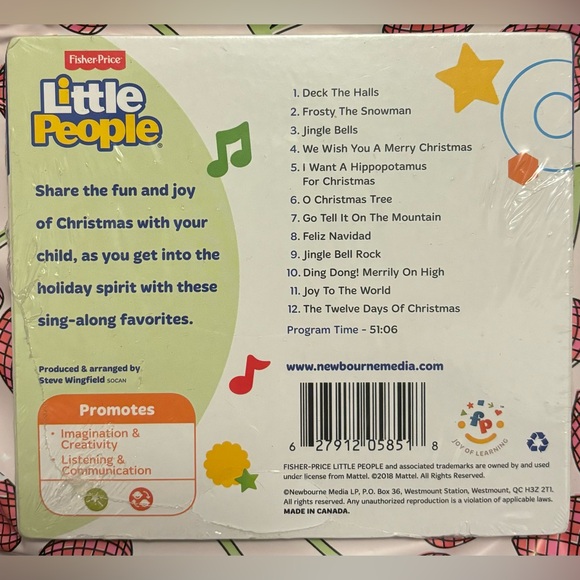 Fisher-Price
Little
People®
Share the fun and joy
of Christmas with your
child, as you get into the
holiday spirit with these
sing-along favorites.
Produced & arranged by
Steve Wingfield SOCAN
Promotes
• Imagination &
Creativity
• Listening &
Communication
1. Deck The Halls
2. Frosty The Snowman
3. Jingle Bells
4. We Wish You A Merry Christmas
5. I Want A Hippopotamus
For Christmas
6. O Christmas Tree
7. Go Tell It On The Mountain
8. Feliz Navidad
9. Jingle Bell Rock
10. Ding Dong! Merrily On High
11. Joy To The World
12. The Twelve Days Of Christmas
Program Time - 51:06
www.newbournemedia.com
6 27912 05851 8
fp
JOY OF LEARNING
FISHER-PRICE LITTLE PEOPLE and associated trademarks are owned by and used
under license from Mattel. ©2018 Mattel. All Rights Reserved.
©Newbourne Media LP, P.O. Box 36, Westmount Station, Westmount, QC H3Z 2T1.
All rights reserved. Any unauthorized reproduction is a violation of applicable laws.
MADE IN CANADA.